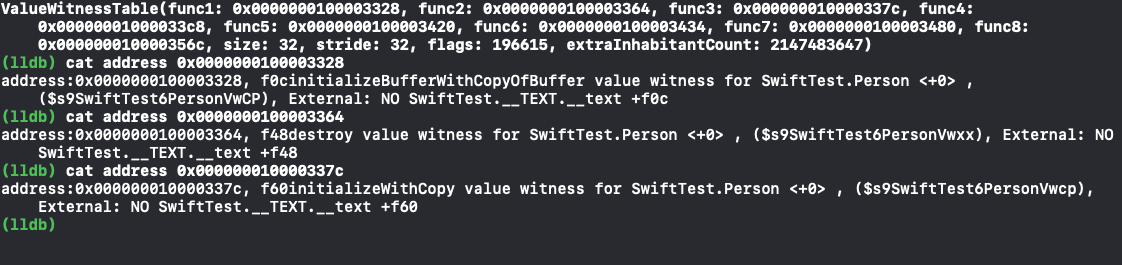 ValueWitnessTable(func1: 0x0000000100003328, func2: 0x0000000100003364, func3: 0x000000010000337c, func4:
0x00000001000033c8, func5: 0x0000000100003420, func6: 0x0000000100003434, func7: 0x0000000100003480, func8:
0x000000010000356c, size: 32, stride: 32, flags: 196615, extraInhabitantCount: 2147483647)
(lldb) cat address 0x0000000100003328
address:0x0000000100003328, f0cinitializeBufferWithCopyOfBuffer value witness for SwiftTest.Person <+0> ,
($s9SwiftTest6PersonVwCP), External: NO SwiftTest.__TEXT.__text +f0c
(lldb) cat address 0x0000000100003364
address:0x0000000100003364, f48destroy value witness for SwiftTest.Person <+0> , ($s9SwiftTest6PersonVwxx), External: NO
SwiftTest.__TEXT.__text +f48
(lldb) cat address 0x000000010000337c
address:0x000000010000337c, f60initializeWithCopy value witness for SwiftTest.Person <+0> , ($s9SwiftTest6PersonVwcp),
External: NO SwiftTest.__TEXT.__text +f60
(lldb)